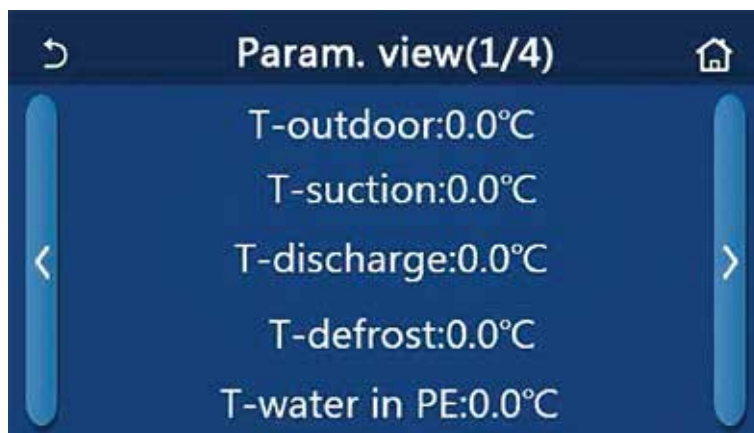 Param. view(1/4)
T-outdoor:0.0℃
T-suction:0.0℃
T-discharge:0.0℃
T-defrost:0.0℃
T-water in PE:0.0℃